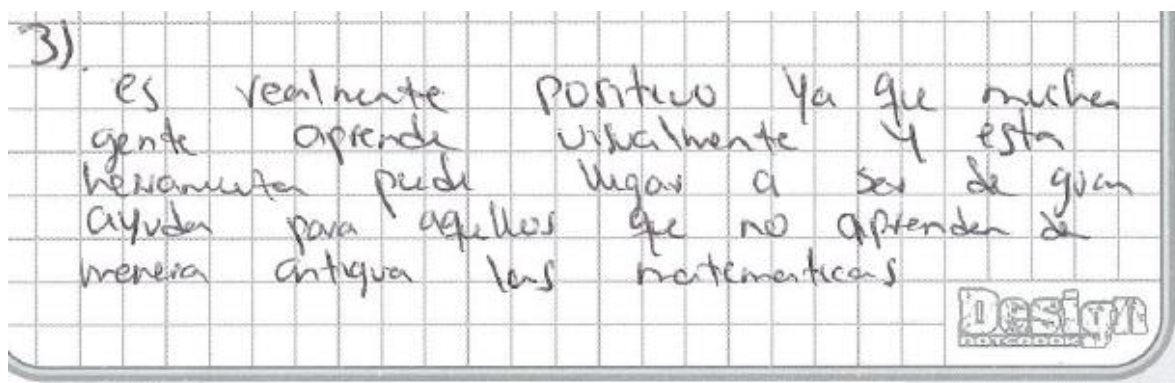 3)
es realmente positivo ya que mucha
gente aprende visualmente y esta
herramienta puede llegar a ser de gran
ayuda para aquellos que no aprenden de
manera antigua las matematicas
Design
NOTEBOOK